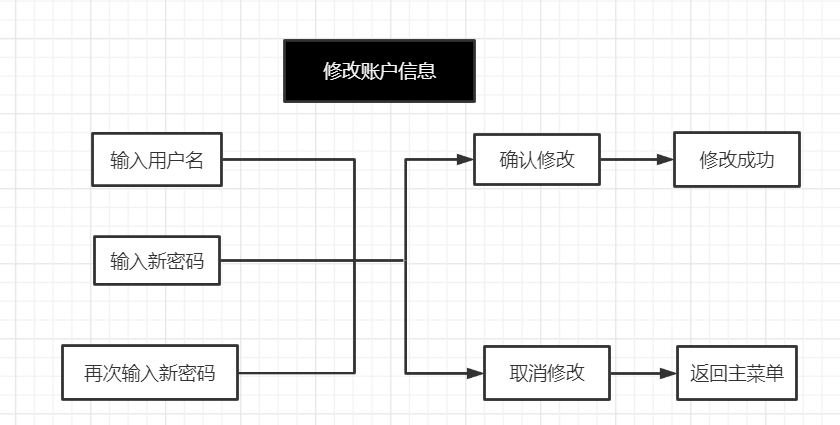 修改账户信息
输入用户名
确认修改
修改成功
输入新密码
再次输入新密码
取消修改
返回主菜单